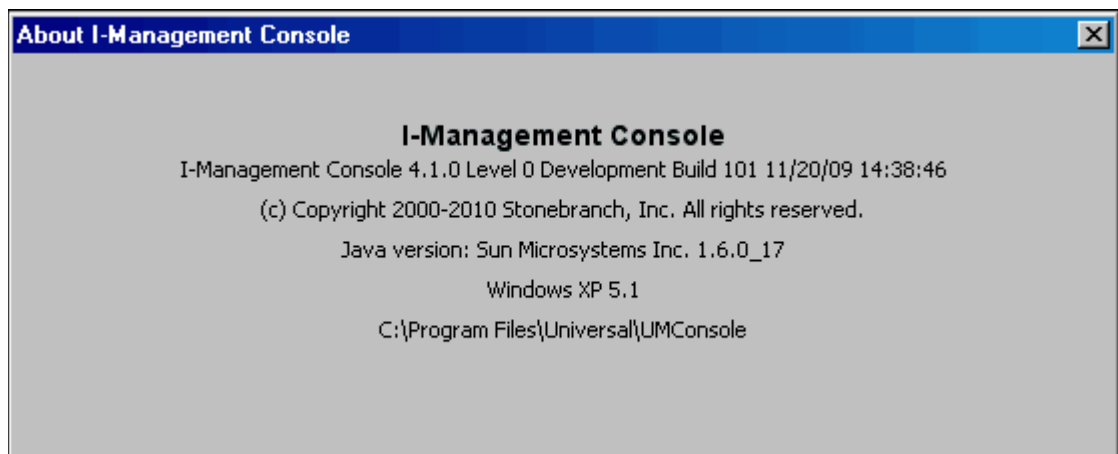 About I-Management Console
I-Management Console
I-Management Console 4.1.0 Level 0 Development Build 101 11/20/09 14:38:46
(c) Copyright 2000-2010 Stonebranch, Inc. All rights reserved.
Java version: Sun Microsystems Inc. 1.6.0_17
Windows XP 5.1
C:\Program Files\Universal\UMConsole